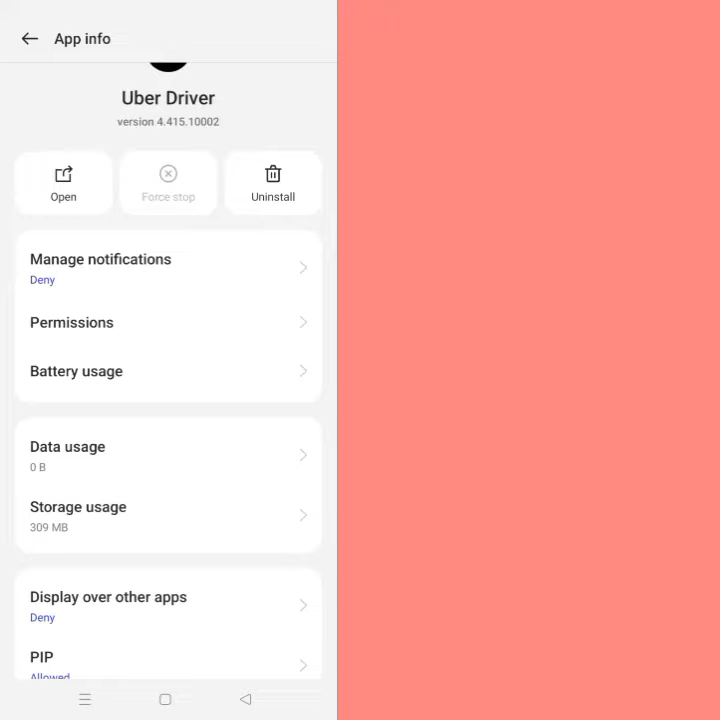 App info
Uber Driver
version 4.415.10002
Open
Force stop
Uninstall
Manage notifications
Deny
Permissions
Battery usage
Data usage
0 B
Storage usage
309 MB
Display over other apps
Deny
PIP
Allowed